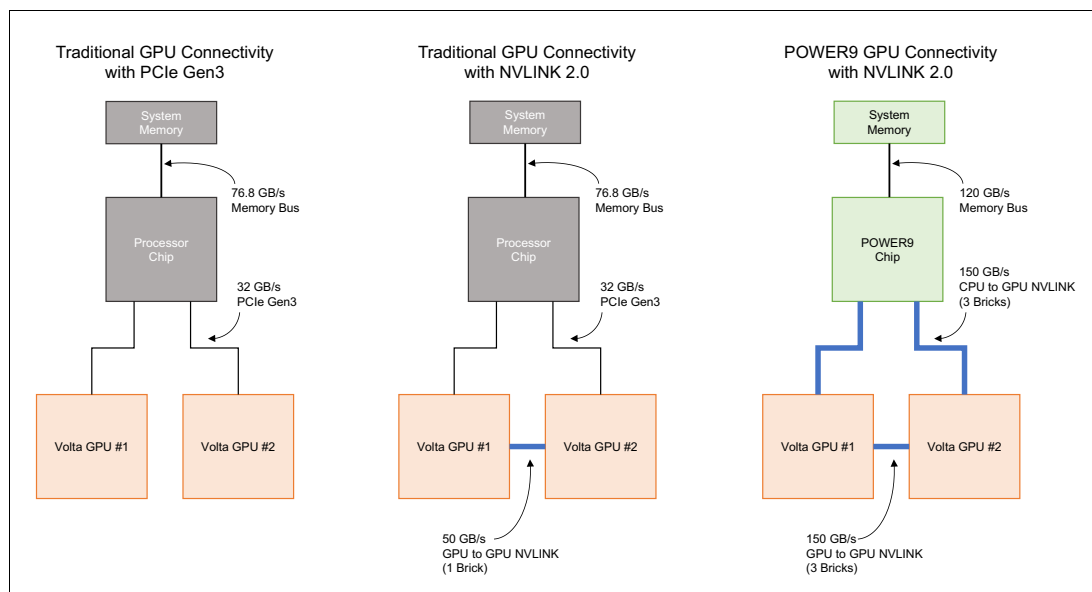 Traditional GPU Connectivity
with PCIe Gen3
System
Memory
76.8 GB/s
Memory Bus
Processor
Chip
32 GB/s
PCIe Gen3
Volta GPU #1
Volta GPU #2
Traditional GPU Connectivity
with NVLINK 2.0
System
Memory
76.8 GB/s
Memory Bus
Processor
Chip
32 GB/s
PCIe Gen3
Volta GPU #1
Volta GPU #2
50 GB/s
GPU to GPU NVLINK
(1 Brick)
POWER9 GPU Connectivity
with NVLINK 2.0
System
Memory
120 GB/s
Memory Bus
POWER9
Chip
150 GB/s
CPU to GPU NVLINK
(3 Bricks)
Volta GPU #1
Volta GPU #2
150 GB/s
GPU to GPU NVLINK
(3 Bricks)